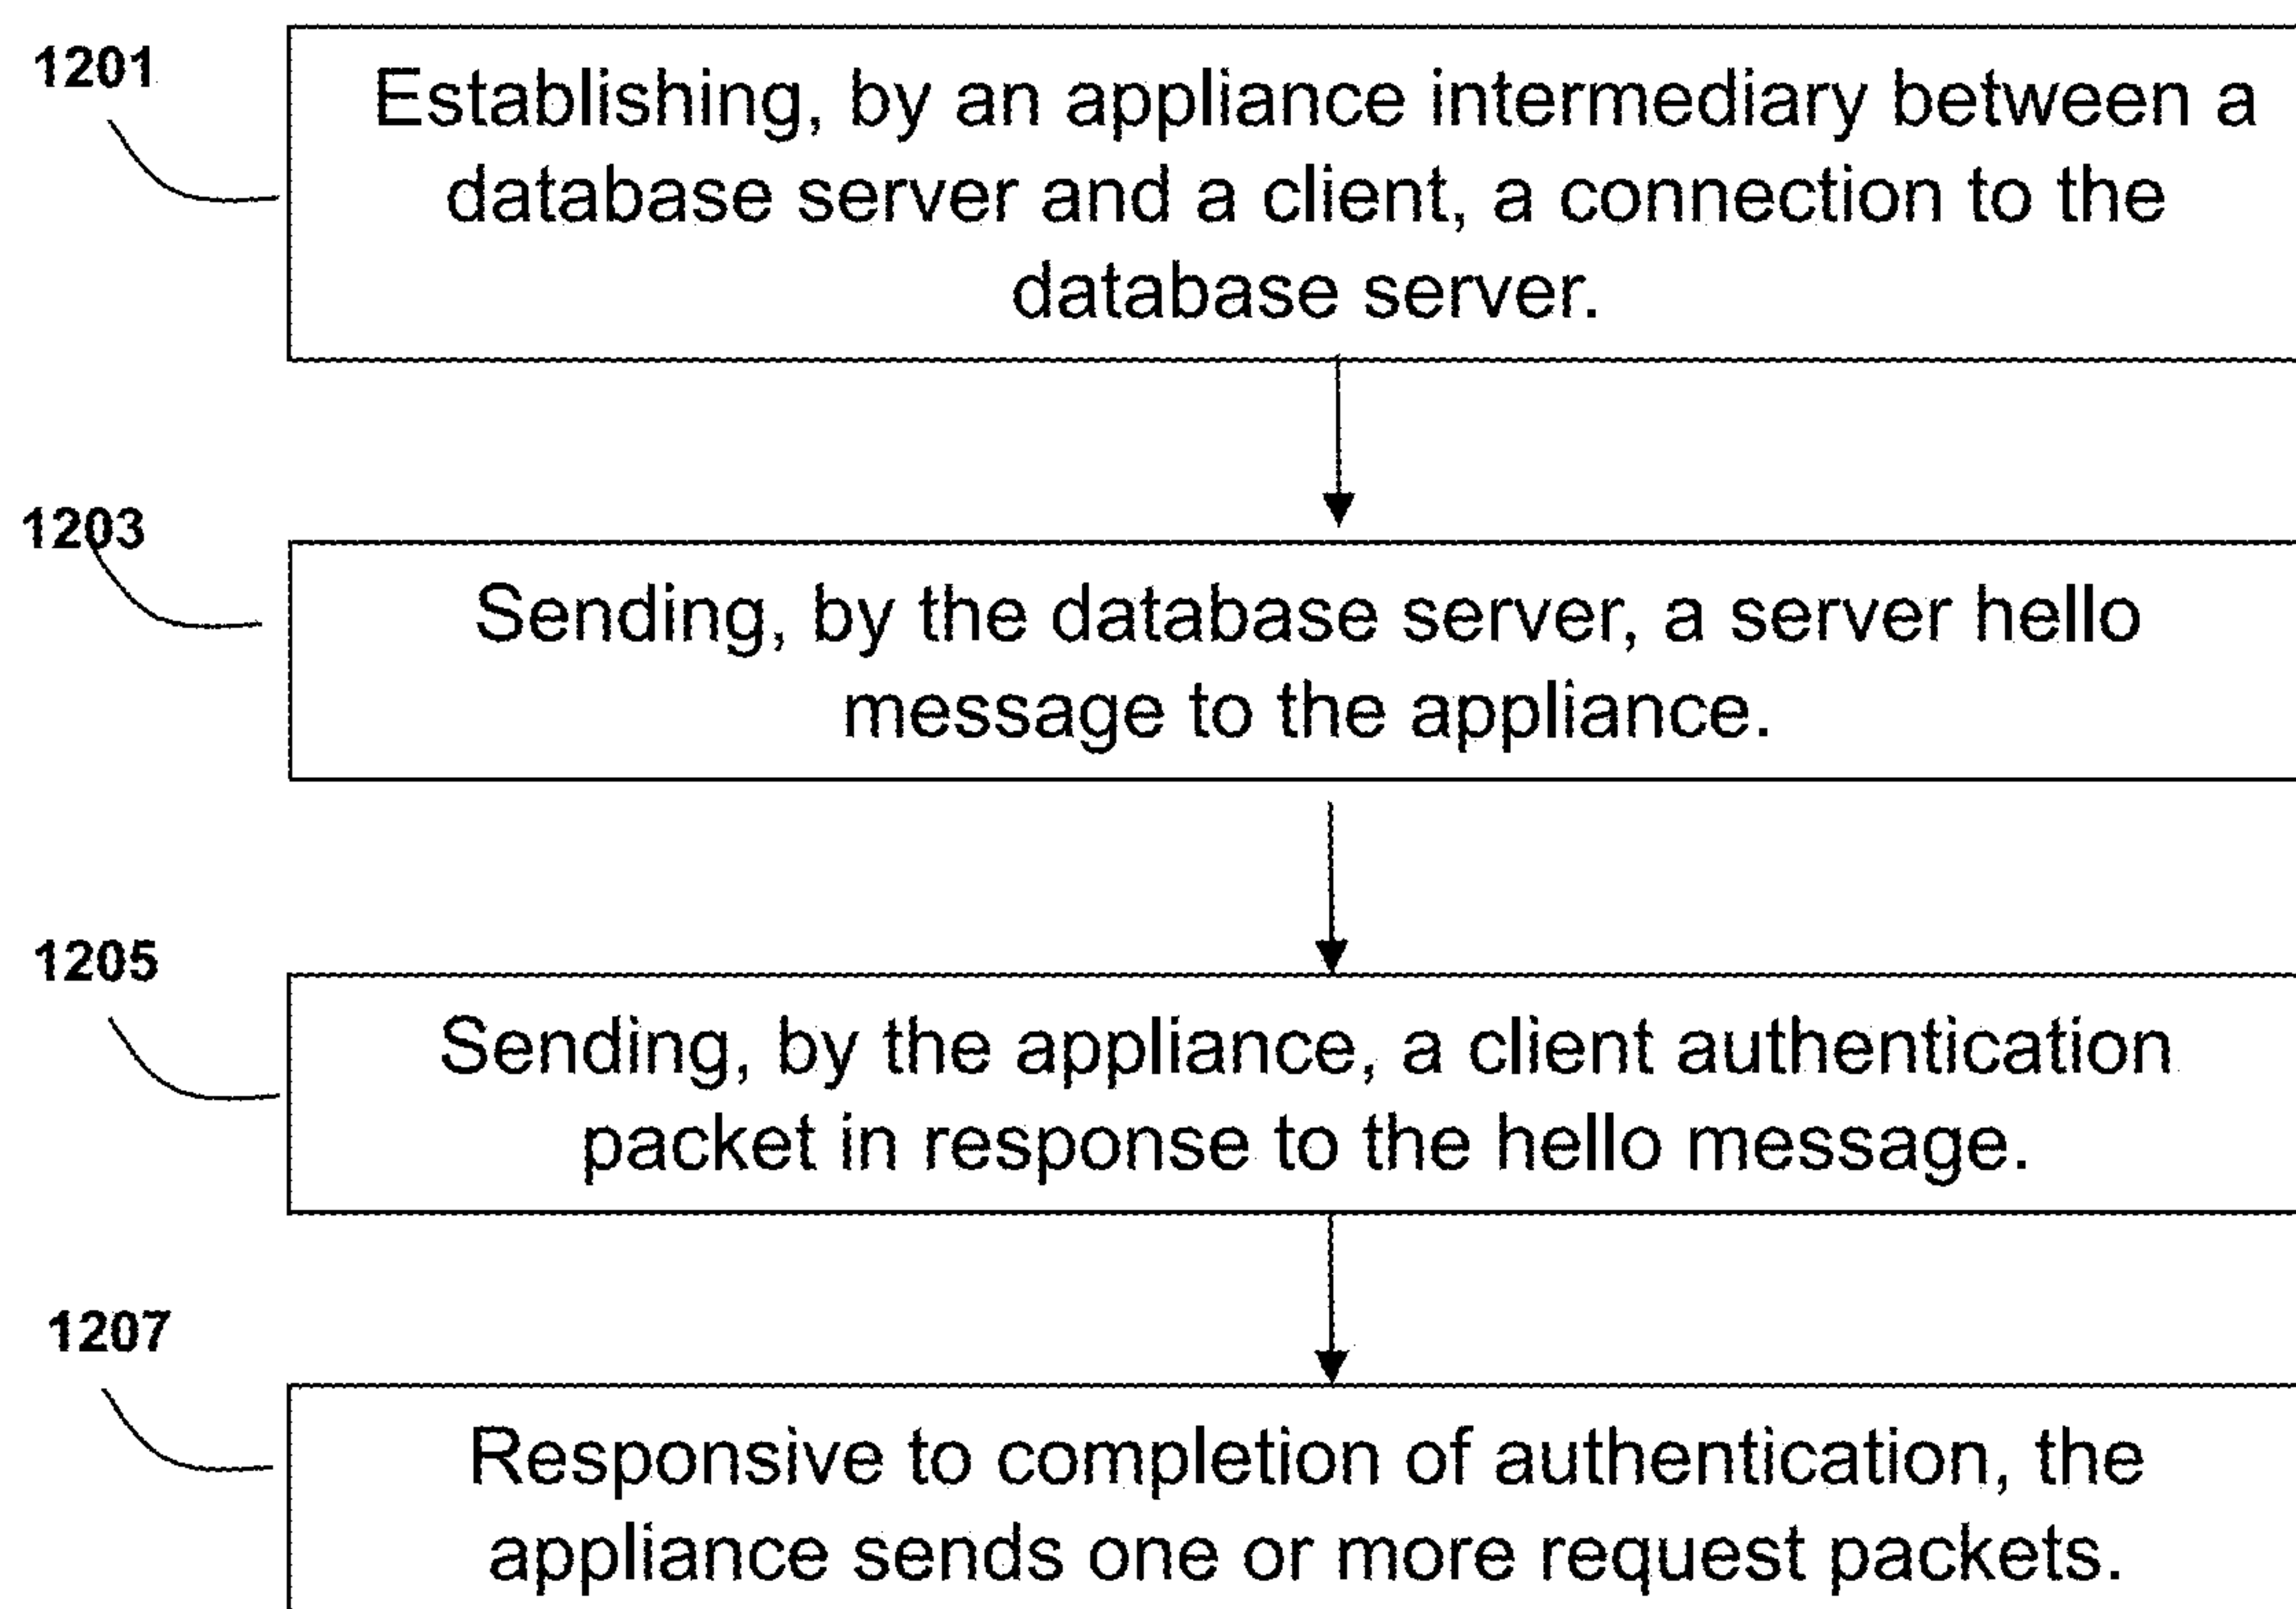 1201
Establishing, by an appliance intermediary between a
database server and a client, a connection to the
database server.
1203
Sending, by the database server, a server hello
message to the appliance.
1205
Sending, by the appliance, a client authentication
packet in response to the hello message.
1207
Responsive to completion of authentication, the
appliance sends one or more request packets.